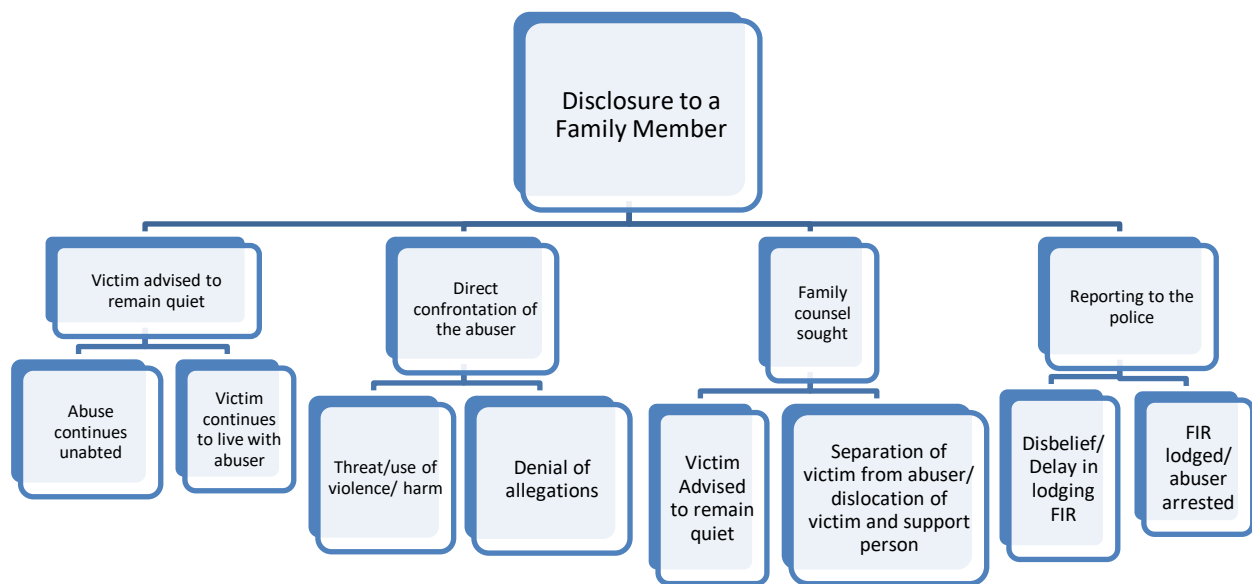 Disclosure to a
Family Member
Victim advised to
remain quiet
Direct
confrontation of
the abuser
Family
counsel
sought
Reporting to the
police
Abuse
continues
unabted
Victim
continues
to live with
abuser
Threat/use of
violence/ harm
Denial of
allegations
Victim
Advised
to remain
quiet
Separation of
victim from abuser/
dislocation of
victim and support
person
Disbelief/
Delay in
lodging
FIR
FIR
lodged/
abuser
arrested